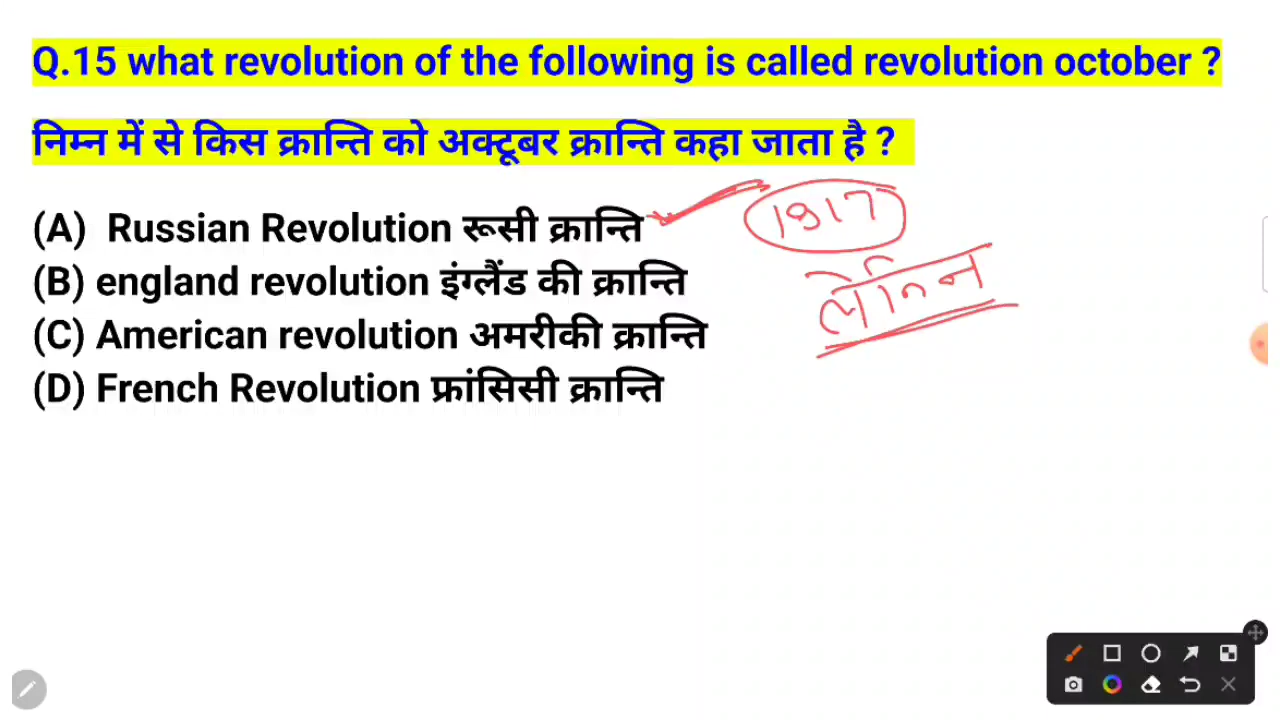 Q.15 what revolution of the following is called revolution october ?
निम्न में से किस क्रान्ति को अक्टूबर क्रान्ति कहा जाता है ?
(A) Russian Revolution रूसी क्रान्ति
1917
(B) england revolution इंग्लैंड की क्रान्ति
लेनिन
(C) American revolution अमरीकी क्रान्ति
(D) French Revolution फ्रांसिसी क्रान्ति